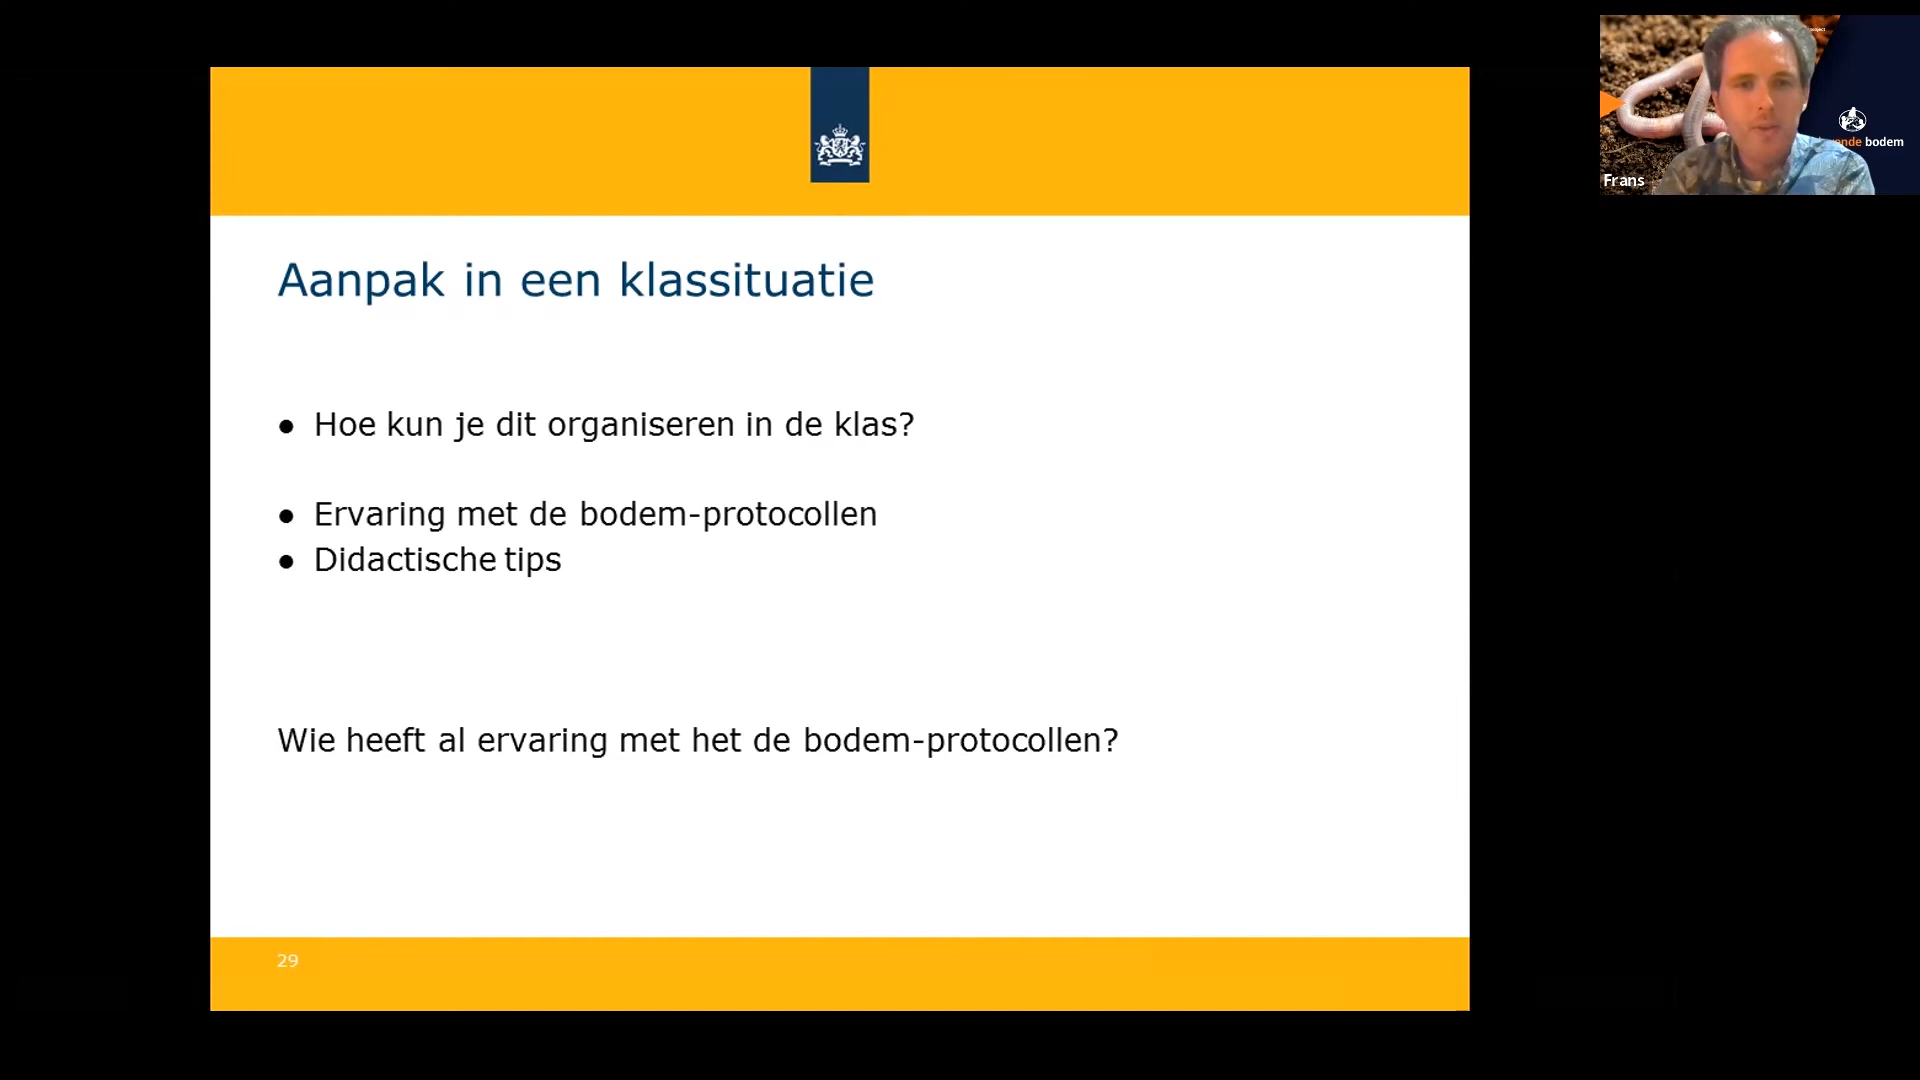 Aanpak in een klassituatie
● Hoe kun je dit organiseren in de klas?
● Ervaring met de bodem-protocollen
● Didactische tips
Wie heeft al ervaring met het de bodem-protocollen?
29
bodem
Frans